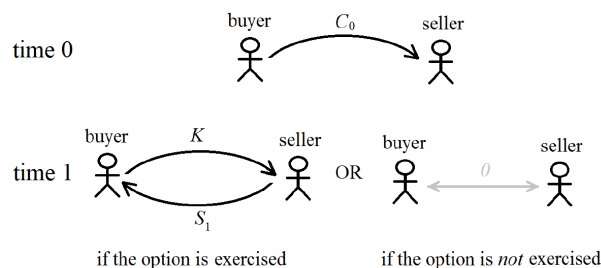 buyer
C₀
seller
time 0
buyer
K
seller
buyer
seller
time 1
OR
0
S₁
if the option is exercised
if the option is not exercised